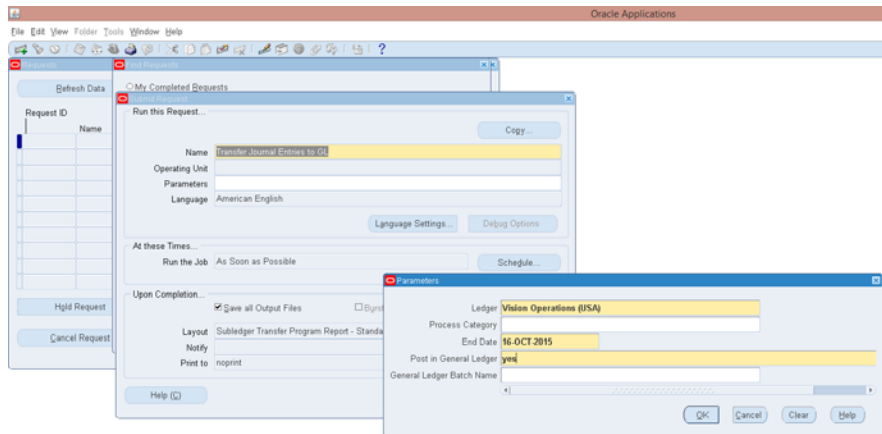 Oracle Applications
File Edit View Folder Tools Window Help
Requests
Find Requests
Refresh Data
My Completed Requests
Submit Request
Request ID
Name
Run this Request...
Copy...
Name Transfer Journal Entries to GL
Operating Unit
Parameters
Language American English
Language Settings...
Debug Options
At these Times...
Run the Job As Soon as Possible
Schedule...
Upon Completion...
Save all Output Files
Layout Subledger Transfer Program Report - Standa
Notify
Print to noprint
Hold Request
Cancel Request
Help (C)
Parameters
Ledger Vision Operations (USA)
Process Category
End Date 16-OCT-2015
Post in General Ledger yes
General Ledger Batch Name
OK Cancel Clear Help